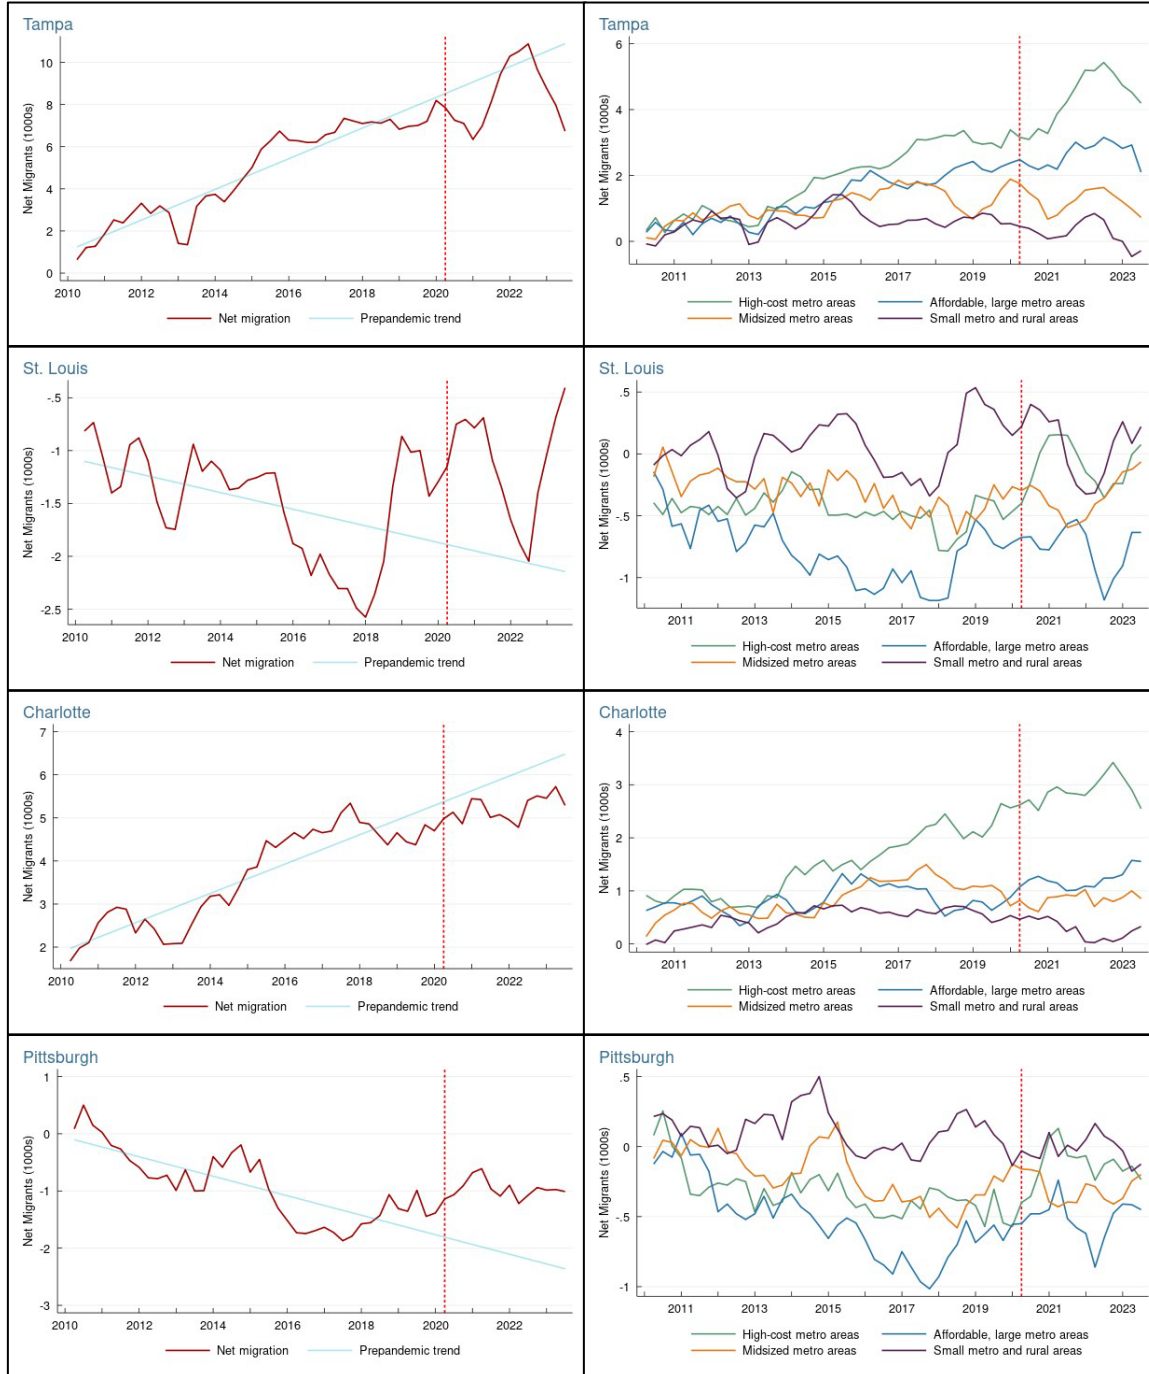 Tampa
Net Migrants (1000s)
10
8
6
4
2
0
2010 2012 2014 2016 2018 2020 2022
Net migration Prepandemic trend
Tampa
Net Migrants (1000s)
6
4
2
0
2011 2013 2015 2017 2019 2021 2023
High-cost metro areas Affordable, large metro areas
Midsized metro areas Small metro and rural areas
St. Louis
Net Migrants (1000s)
-.5
-1
-1.5
-2
-2.5
2010 2012 2014 2016 2018 2020 2022
Net migration Prepandemic trend
St. Louis
Net Migrants (1000s)
.5
0
-.5
-1
2011 2013 2015 2017 2019 2021 2023
High-cost metro areas Affordable, large metro areas
Midsized metro areas Small metro and rural areas
Charlotte
Net Migrants (1000s)
7
6
5
4
3
2
2010 2012 2014 2016 2018 2020 2022
Net migration Prepandemic trend
Charlotte
Net Migrants (1000s)
4
3
2
1
0
2011 2013 2015 2017 2019 2021 2023
High-cost metro areas Affordable, large metro areas
Midsized metro areas Small metro and rural areas
Pittsburgh
Net Migrants (1000s)
1
0
-1
-2
-3
2010 2012 2014 2016 2018 2020 2022
Net migration Prepandemic trend
Pittsburgh
Net Migrants (1000s)
.5
0
-.5
-1
2011 2013 2015 2017 2019 2021 2023
High-cost metro areas Affordable, large metro areas
Midsized metro areas Small metro and rural areas